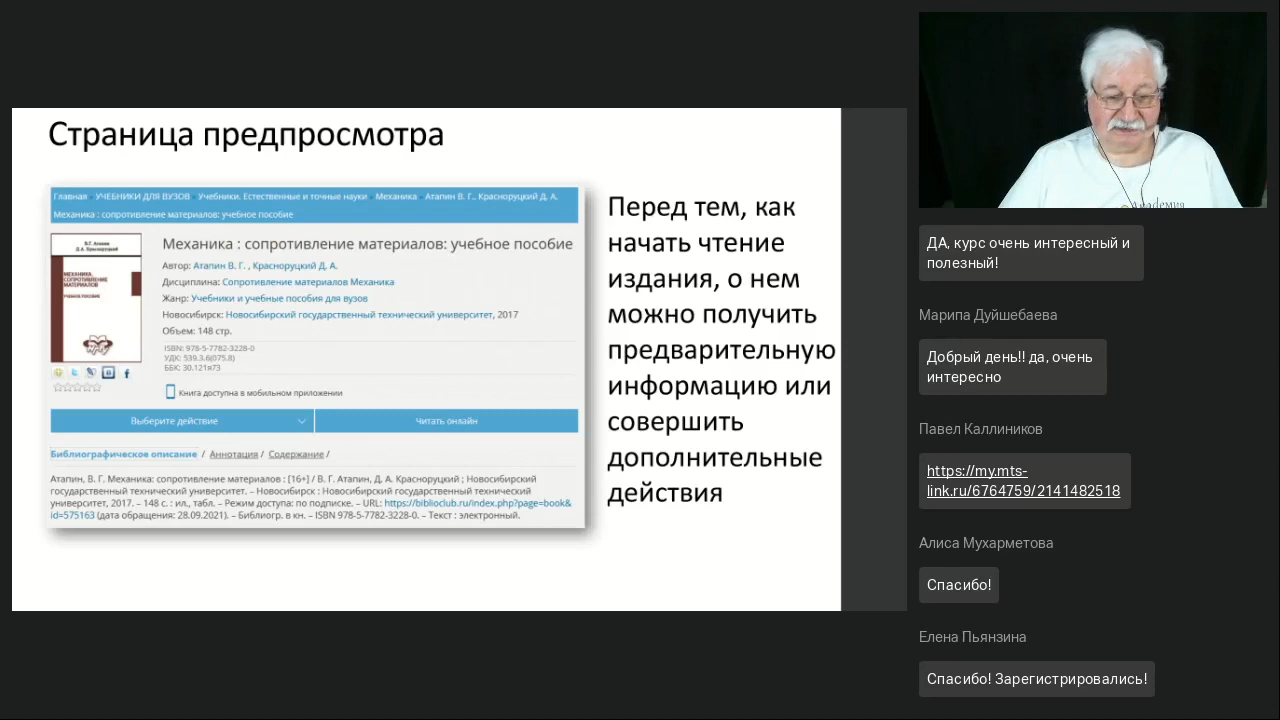 Страница предпросмотра
Главная УЧЕБНИКИ ДЛЯ ВУЗОВ Учебники. Естественные и точные науки Механика Атапин В. Г., Красноруцкий Д. А.
Механика : сопротивление материалов: учебное пособие
В.Г. Атапин
Д.А. Красноруцкий
МЕХАНИКА.
СОПРОТИВЛЕНИЕ
МАТЕРИАЛОВ
УЧЕБНОЕ ПОСОБИЕ
Механика : сопротивление материалов: учебное пособие
Автор: Атапин В. Г. , Красноруцкий Д. А.
Дисциплина: Сопротивление материалов Механика
Жанр: Учебники и учебные пособия для вузов
Новосибирск: Новосибирский государственный технический университет, 2017
Объем: 148 стр.
ISBN: 978-5-7782-3228-0
УДК: 539.3.6(075.8)
ББК: 30.121я73
Книга доступна в мобильном приложении
Выберите действие
Читать онлайн
Библиографическое описание / Аннотация / Содержание /
Атапин, В. Г. Механика: сопротивление материалов : [16+] / В. Г. Атапин, Д. А. Красноруцкий ; Новосибирский
государственный технический университет. – Новосибирск : Новосибирский государственный технический
университет, 2017. – 148 с. : ил., табл. – Режим доступа: по подписке. – URL: https://biblioclub.ru/index.php?page=book&
id=575163 (дата обращения: 28.09.2021). – Библиогр. в кн. – ISBN 978-5-7782-3228-0. – Текст : электронный.
Перед тем, как
начать чтение
издания, о нем
можно получить
предварительную
информацию или
совершить
дополнительные
действия
Академия
ДА, курс очень интересный и
полезный!
Марипа Дуйшебаева
Добрый день!! да, очень
интересно
Павел Каллиников
https://my.mts-
link.ru/6764759/2141482518
Алиса Мухарметова
Спасибо!
Елена Пьянзина
Спасибо! Зарегистрировались!